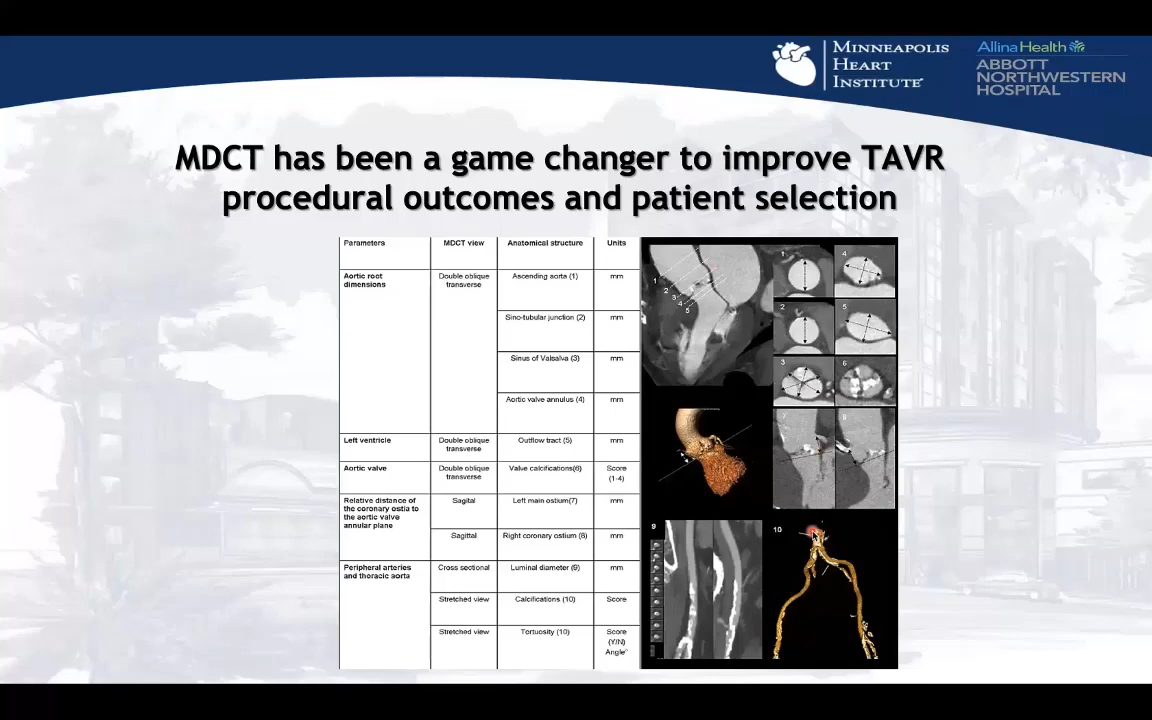 MINNEAPOLIS
HEART
INSTITUTE
AllinaHealth
ABBOTT
NORTHWESTERN
HOSPITAL
MDCT has been a game changer to improve TAVR
procedural outcomes and patient selection
Parameters MDCT view Anatomical structure Units
Aortic root Double oblique Ascending aorta (1) mm
dimensions transverse
Sino-tubular junction (2) mm
Sinus of Valsalva (3) mm
Aortic valve annulus (4) mm
Left ventricle Double oblique Outflow tract (5) mm
transverse
Aortic valve Double oblique Valve calcifications(6) Score
transverse (1-4)
Relative distance of Sagital Left main ostium(7) mm
the coronary ostia to
the aortic valve
annular plane
Sagittal Right coronary ostium (8) mm
Peripheral arteries Cross sectional Luminal diameter (9) mm
and thoracic aorta
Stretched view Calcifications (10) Score
Stretched view Tortuosity (10) Score
(Y/N)
Angle°
1
2
3
4
5
1 4
2 5
3 6
7 8
9 10